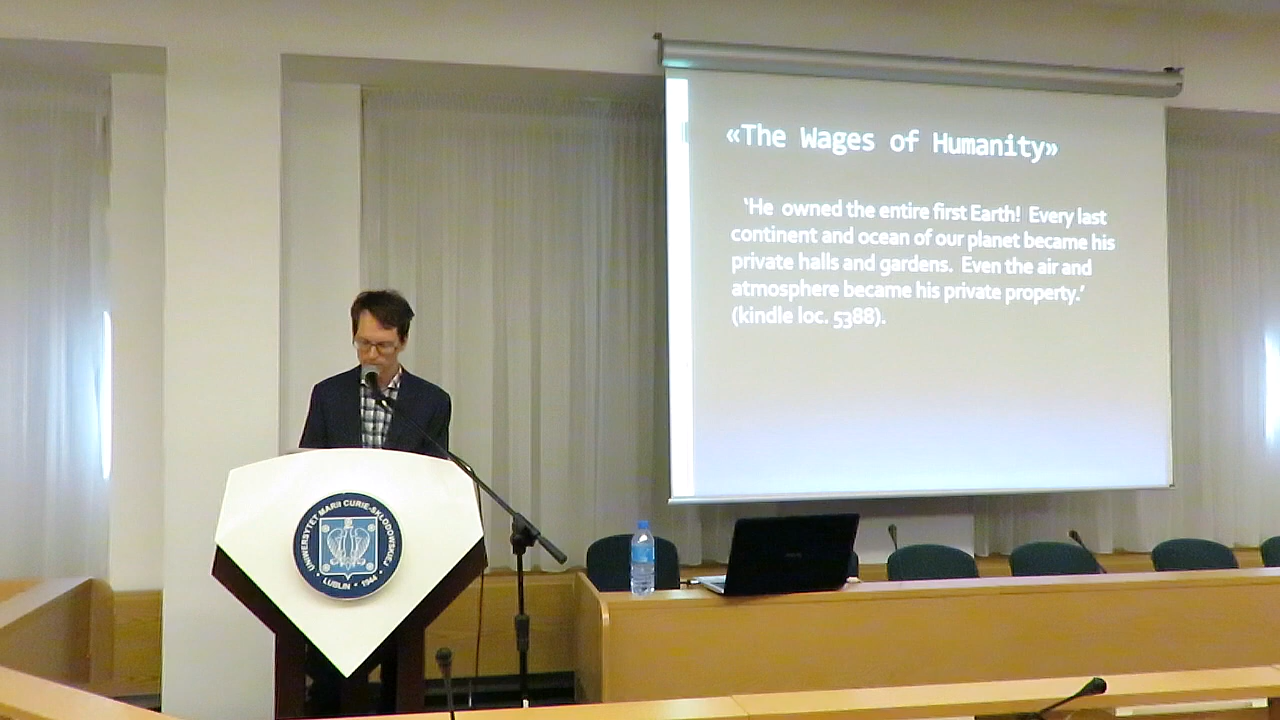 «The Wages of Humanity»
'He owned the entire first Earth! Every last
continent and ocean of our planet became his
private halls and gardens. Even the air and
atmosphere became his private property.'
(kindle loc. 5388).
UNIWERSYTET MARII CURIE-SKŁODOWSKIEJ
• LUBLIN • 1944 •